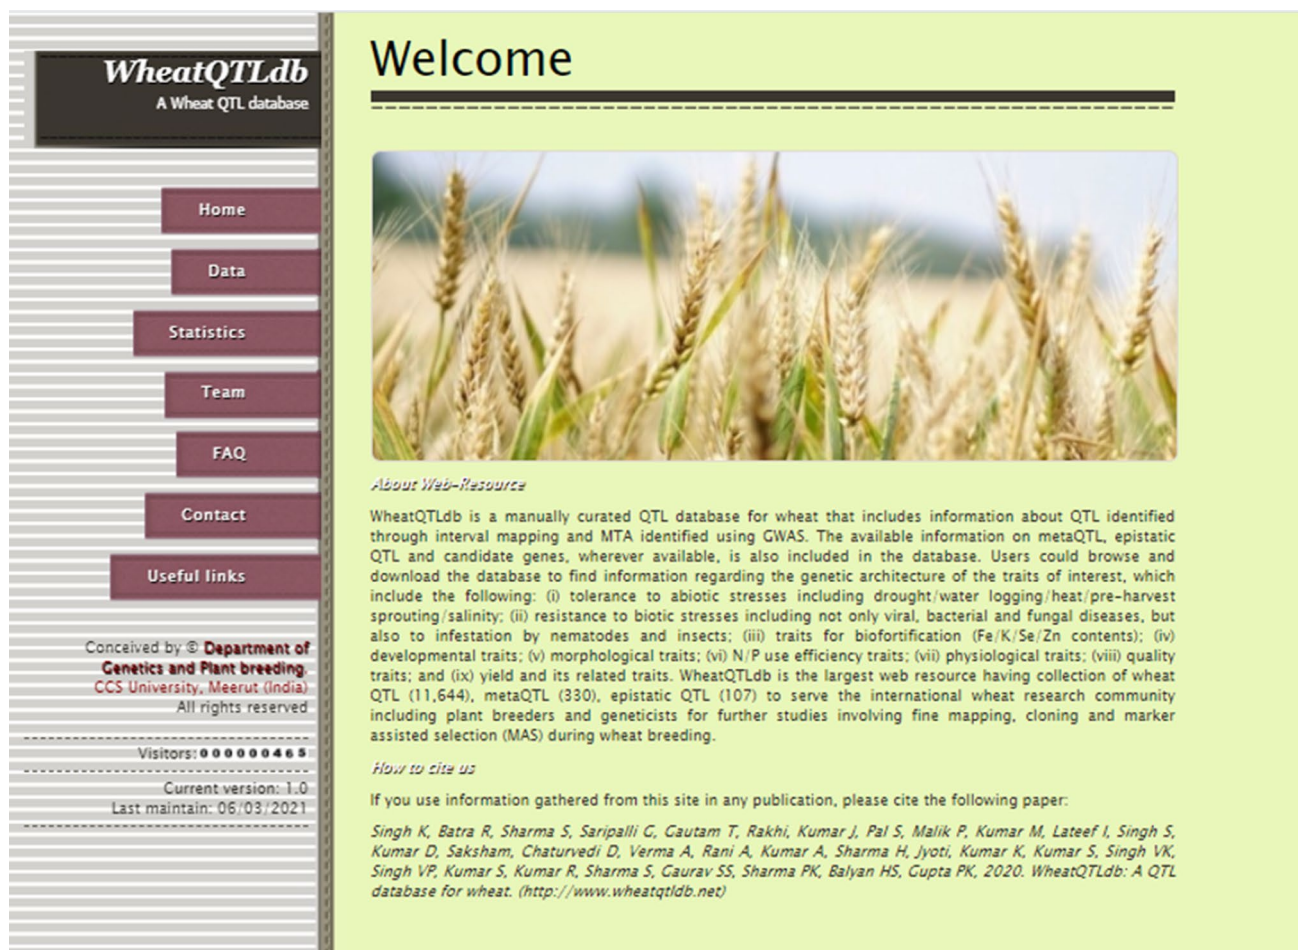 WheatQTLdb
A Wheat QTL database
Home
Data
Statistics
Team
FAQ
Contact
Useful links
Conceived by © Department of
Genetics and Plant breeding,
CCS University, Meerut (India)
All rights reserved
Visitors: 000000465
Current version: 1.0
Last maintain: 06/03/2021
Welcome
About Web-Resource
WheatQTLdb is a manually curated QTL database for wheat that includes information about QTL identified
through interval mapping and MTA identified using GWAS. The available information on metaQTL, epistatic
QTL and candidate genes, wherever available, is also included in the database. Users could browse and
download the database to find information regarding the genetic architecture of the traits of interest, which
include the following: (i) tolerance to abiotic stresses including drought/water logging/heat/pre-harvest
sprouting/salinity; (ii) resistance to biotic stresses including not only viral, bacterial and fungal diseases, but
also to infestation by nematodes and insects; (iii) traits for biofortification (Fe/K/Se/Zn contents); (iv)
developmental traits; (v) morphological traits; (vi) N/P use efficiency traits; (vii) physiological traits; (viii) quality
traits; and (ix) yield and its related traits. WheatQTLdb is the largest web resource having collection of wheat
QTL (11,644), metaQTL (330), epistatic QTL (107) to serve the international wheat research community
including plant breeders and geneticists for further studies involving fine mapping, cloning and marker
assisted selection (MAS) during wheat breeding.
How to cite us
If you use information gathered from this site in any publication, please cite the following paper:
Singh K, Batra R, Sharma S, Saripalli G, Gautam T, Rakhi, Kumar J, Pal S, Malik P, Kumar M, Lateef I, Singh S,
Kumar D, Saksham, Chaturvedi D, Verma A, Rani A, Kumar A, Sharma H, Jyoti, Kumar K, Kumar S, Singh VK,
Singh VP, Kumar S, Kumar R, Sharma S, Gaurav SS, Sharma PK, Balyan HS, Gupta PK, 2020. WheatQTLdb: A QTL
database for wheat. (http://www.wheatqtldb.net)